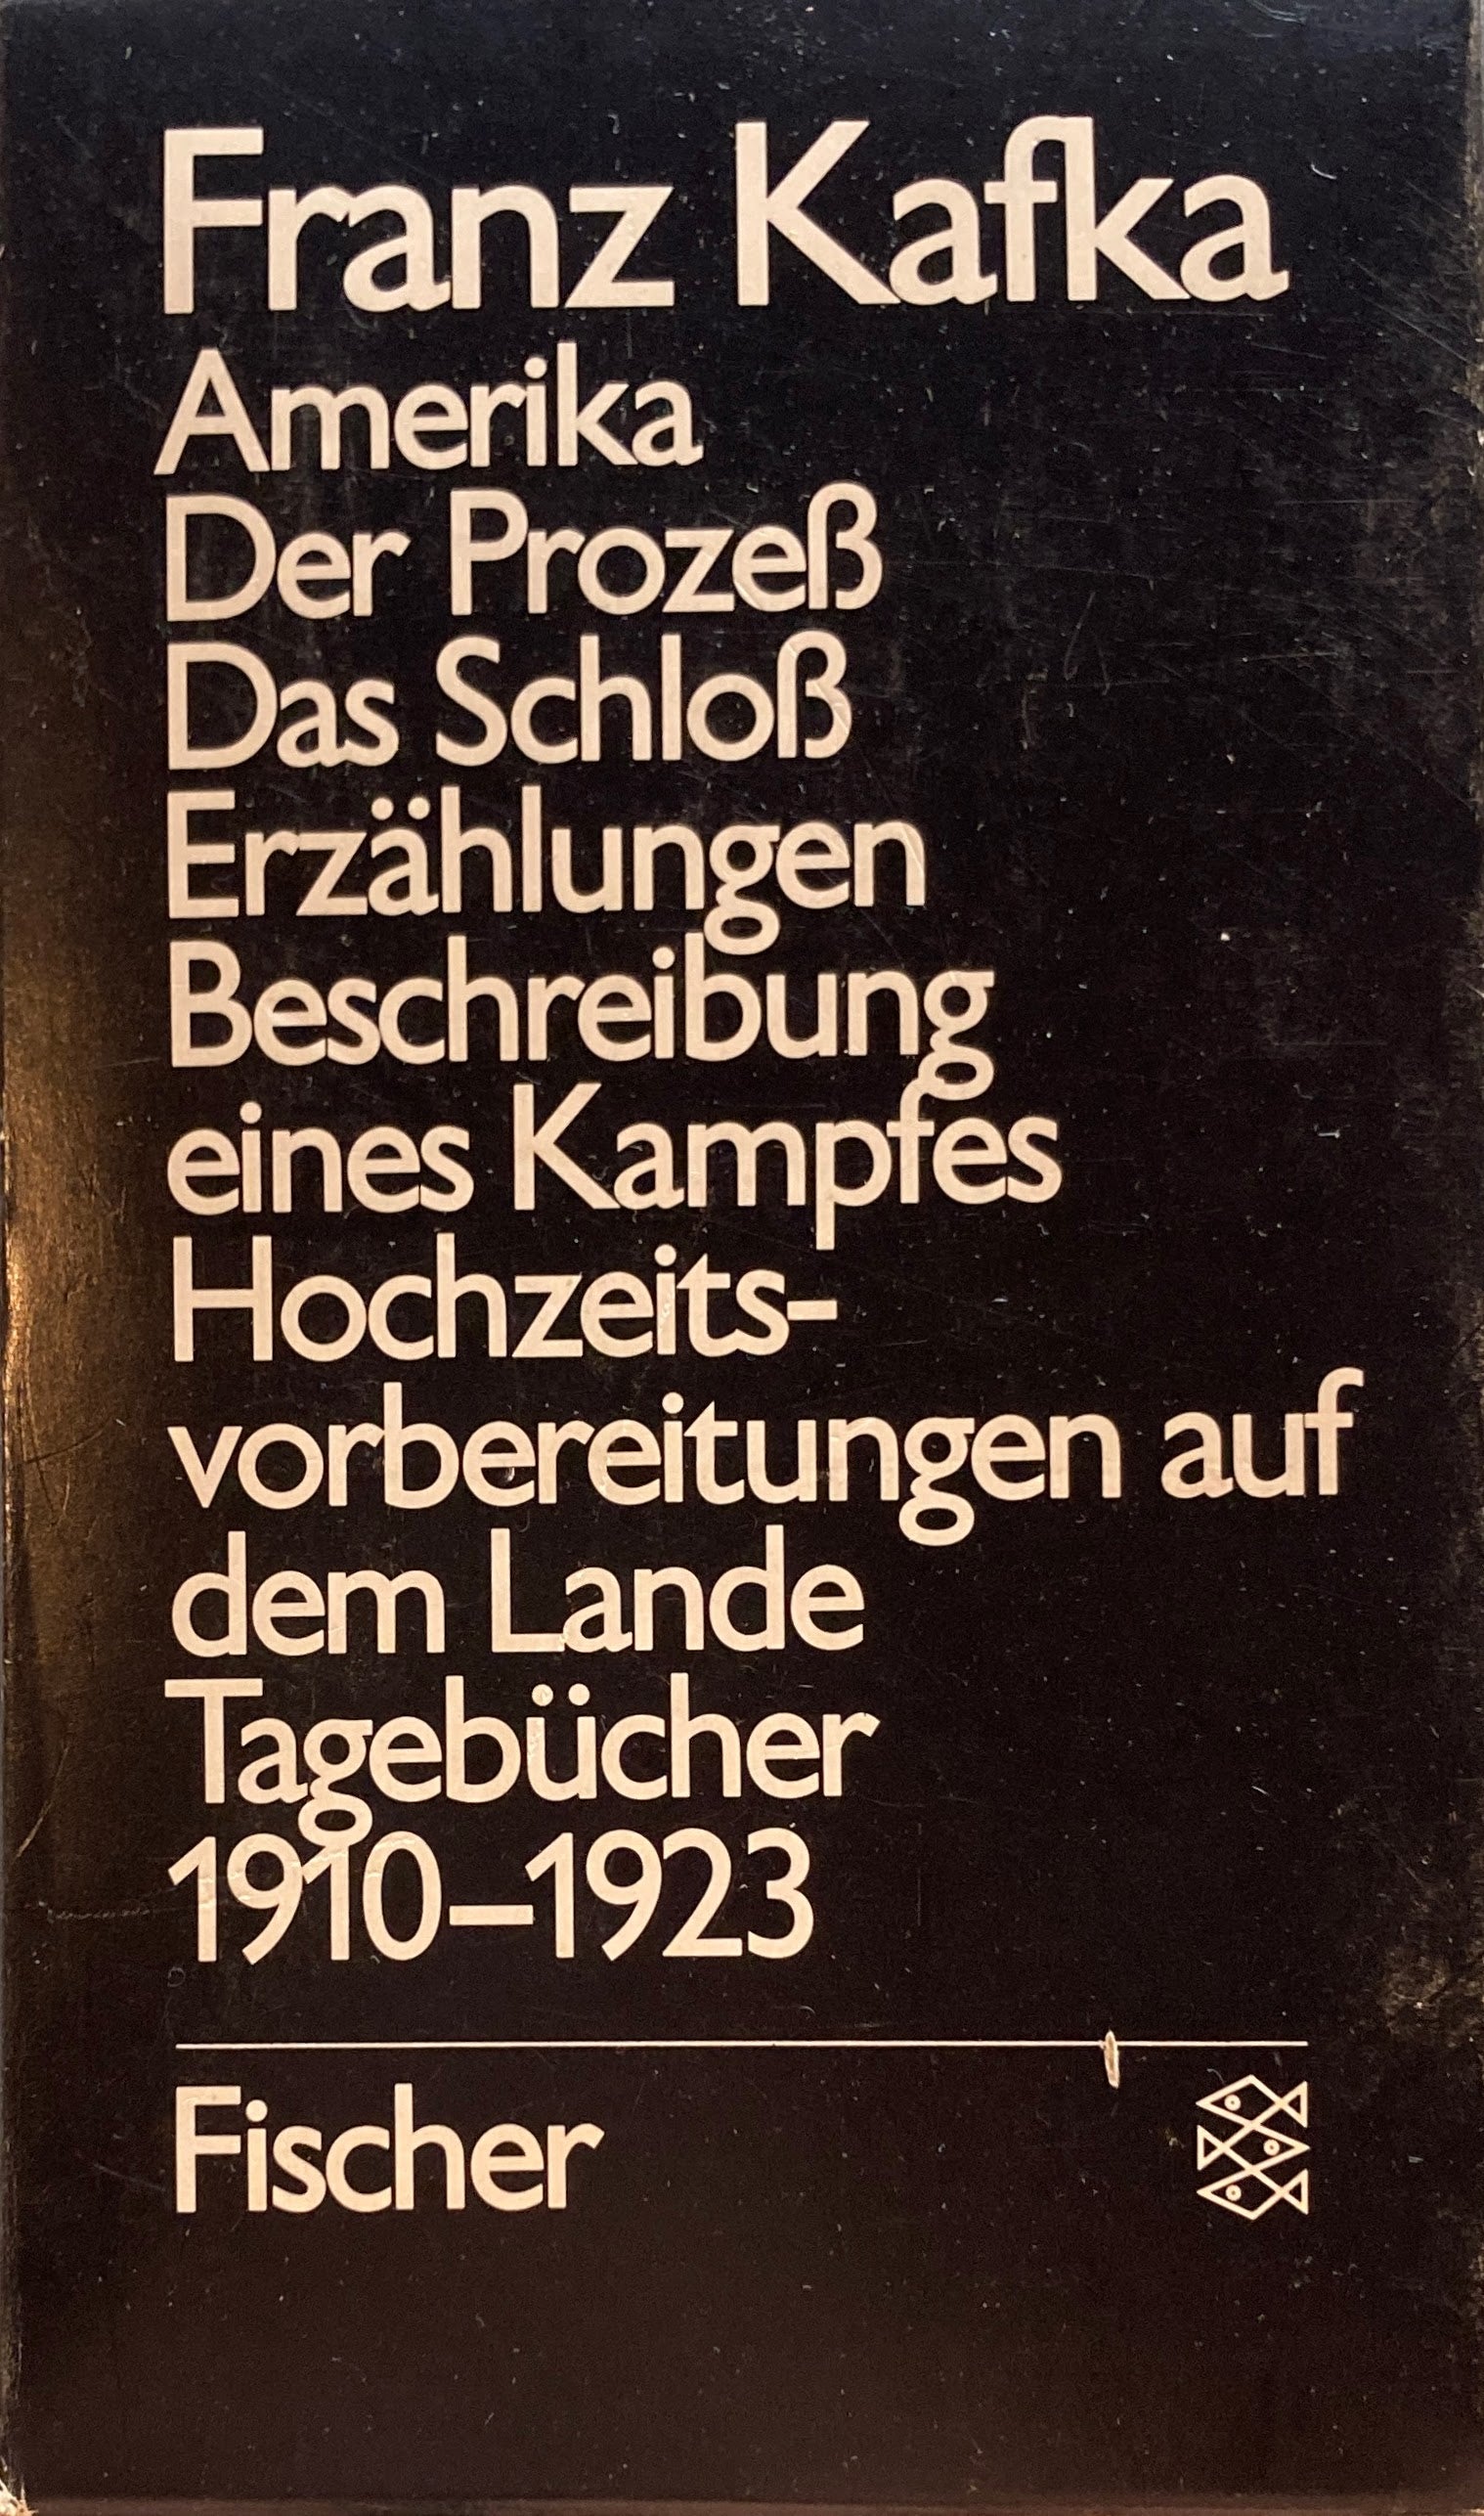 Franz Kafka
Amerika
Der Prozeß
Das Schloß
Erzählungen
Beschreibung
eines Kampfes
Hochzeits-
vorbereitungen auf
dem Lande
Tagebücher
1910–1923
Fischer